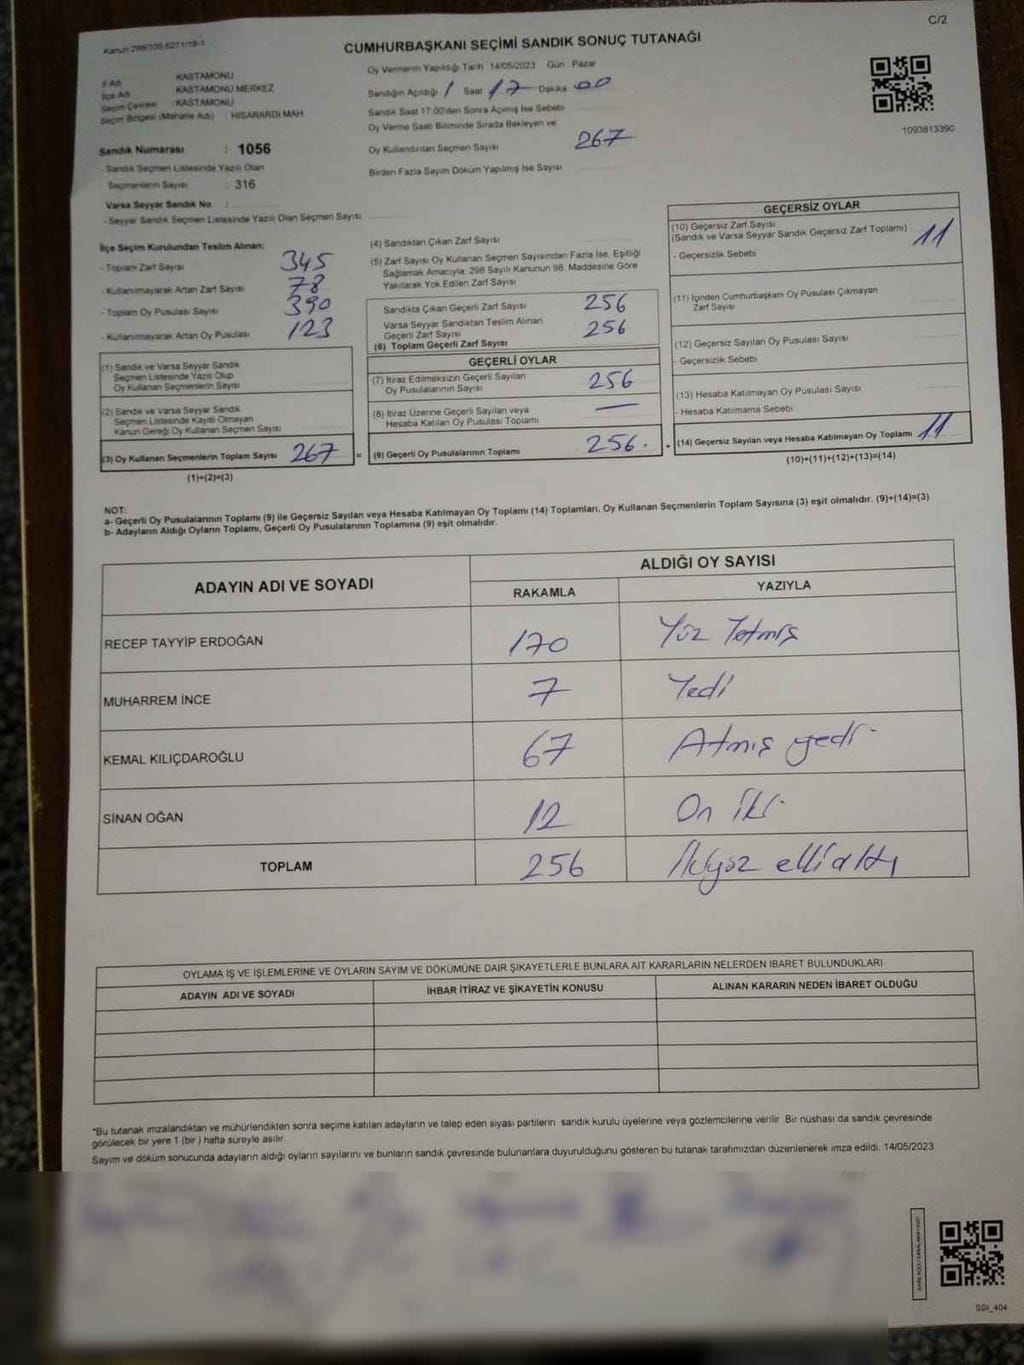 C/2
Kanun 298/105 6271/18-1
CUMHURBAŞKANI SEÇİMİ SANDIK SONUÇ TUTANAĞI
İl Adı KASTAMONU
İlçe Adı KASTAMONU MERKEZ
Seçim Çevresi : KASTAMONU
Seçim Bölgesi (Mahalle Adı) HISARARDI MAH.
Oy Vermenin Yapıldığı Tarih 14/05/2023 Gün Pazar
Sandığın Açıldığı Saat 17 Dakika 00
Sandık Saat 17:00'den Sonra Açımış İse Sebebi
Oy Verme Saati Bitiminde Sırada Bekleyen ve
Oy Kullandırılan Seçmen Sayısı 267
Birden Fazla Sayım Döküm Yapılmış İse Sayısı
1093813390
Sandık Numarası : 1056
- Sandık Seçmen Listesinde Yazılı Olan
Seçmenlerin Sayısı : 316
Varsa Seyyar Sandık No :
- Seyyar Sandık Seçmen Listesinde Yazılı Olan Seçmen Sayısı
İlçe Seçim Kurulundan Teslim Alınan:
- Toplam Zarf Sayısı 345
- Kullanılmayarak Artan Zarf Sayısı 78
- Toplam Oy Pusulası Sayısı 390
- Kullanılmayarak Artan Oy Pusulası 123
(1) Sandık ve Varsa Seyyar Sandık
Seçmen Listesinde Yazılı Olup
Oy Kullanan Seçmenlerin Sayısı
(2) Sandık ve Varsa Seyyar Sandık
Seçmen Listesinde Kayıtlı Olmayan
Kanun Gereği Oy Kullanan Seçmen Sayısı
(3) Oy Kullanan Seçmenlerin Toplam Sayısı 267
(1)+(2)=(3)
(4) Sandıktan Çıkan Zarf Sayısı
(5) Zarf Sayısı Oy Kullanan Seçmen Sayısından Fazla İse, Eşitliği
Sağlamak Amacıyla, 298 Sayılı Kanunun 98. Maddesine Göre
Yakılarak Yok Edilen Zarf Sayısı
Sandıkta Çıkan Geçerli Zarf Sayısı 256
Varsa Seyyar Sandıktan Teslim Alınan
Geçerli Zarf Sayısı 256
(6) Toplam Geçerli Zarf Sayısı
GEÇERLİ OYLAR
(7) İtiraz Edilmeksizin Geçerli Sayılan
Oy Pusulalarının Sayısı 256
(8) İtiraz Üzerine Geçerli Sayılan veya
Hesaba Katılan Oy Pusulası Toplamı —
= (9) Geçerli Oy Pusulalarının Toplamı 256.
GEÇERSİZ OYLAR
(10) Geçersiz Zarf Sayısı
(Sandık ve Varsa Seyyar Sandık Geçersiz Zarf Toplamı) 11
- Geçersizlik Sebebi
(11) İçinden Cumhurbaşkanı Oy Pusulası Çıkmayan
Zarf Sayısı
(12) Geçersiz Sayılan Oy Pusulası Sayısı
- Geçersizlik Sebebi
(13) Hesaba Katılmayan Oy Pusulası Sayısı
- Hesaba Katılmama Sebebi
+ (14) Geçersiz Sayılan veya Hesaba Katılmayan Oy Toplamı 11
(10)+(11)+(12)+(13)=(14)
NOT:
a- Geçerli Oy Pusulalarının Toplamı (9) ile Geçersiz Sayılan veya Hesaba Katılmayan Oy Toplamı (14) Toplamları, Oy Kullanan Seçmenlerin Toplam Sayısına (3) eşit olmalıdır. (9)+(14)=(3)
b- Adayların Aldığı Oyların Toplamı, Geçerli Oy Pusulalarının Toplamına (9) eşit olmalıdır.
ADAYIN ADI VE SOYADI ALDIĞI OY SAYISI
RAKAMLA YAZIYLA
RECEP TAYYİP ERDOĞAN 170 Yüz Yetmiş
MUHARREM İNCE 7 Yedi
KEMAL KILIÇDAROĞLU 67 Atmış yedi
SİNAN OĞAN 12 On iki
TOPLAM 256 İkiyüz elli altı
OYLAMA İŞ VE İŞLEMLERİNE VE OYLARIN SAYIM VE DÖKÜMÜNE DAİR ŞİKAYETLERLE BUNLARA AİT KARARLARIN NELERDEN İBARET BULUNDUKLARI
ADAYIN ADI VE SOYADI İHBAR İTİRAZ VE ŞİKAYETİN KONUSU ALINAN KARARIN NEDEN İBARET OLDUĞU
*Bu tutanak imzalandıktan ve mühürlendikten sonra seçime katılan adayların ve talep eden siyasi partilerin sandık kurulu üyelerine veya gözlemcilerine verilir. Bir nüshası da sandık çevresinde
görülecek bir yere 1 (bir ) hafta süreyle asılır.
Sayım ve döküm sonucunda adayların aldığı oyların sayılarını ve bunların sandık çevresinde bulunanlara duyurulduğunu gösteren bu tutanak tarafımızdan düzenlenerek imza edildi. 14/05/2023
SSI_404